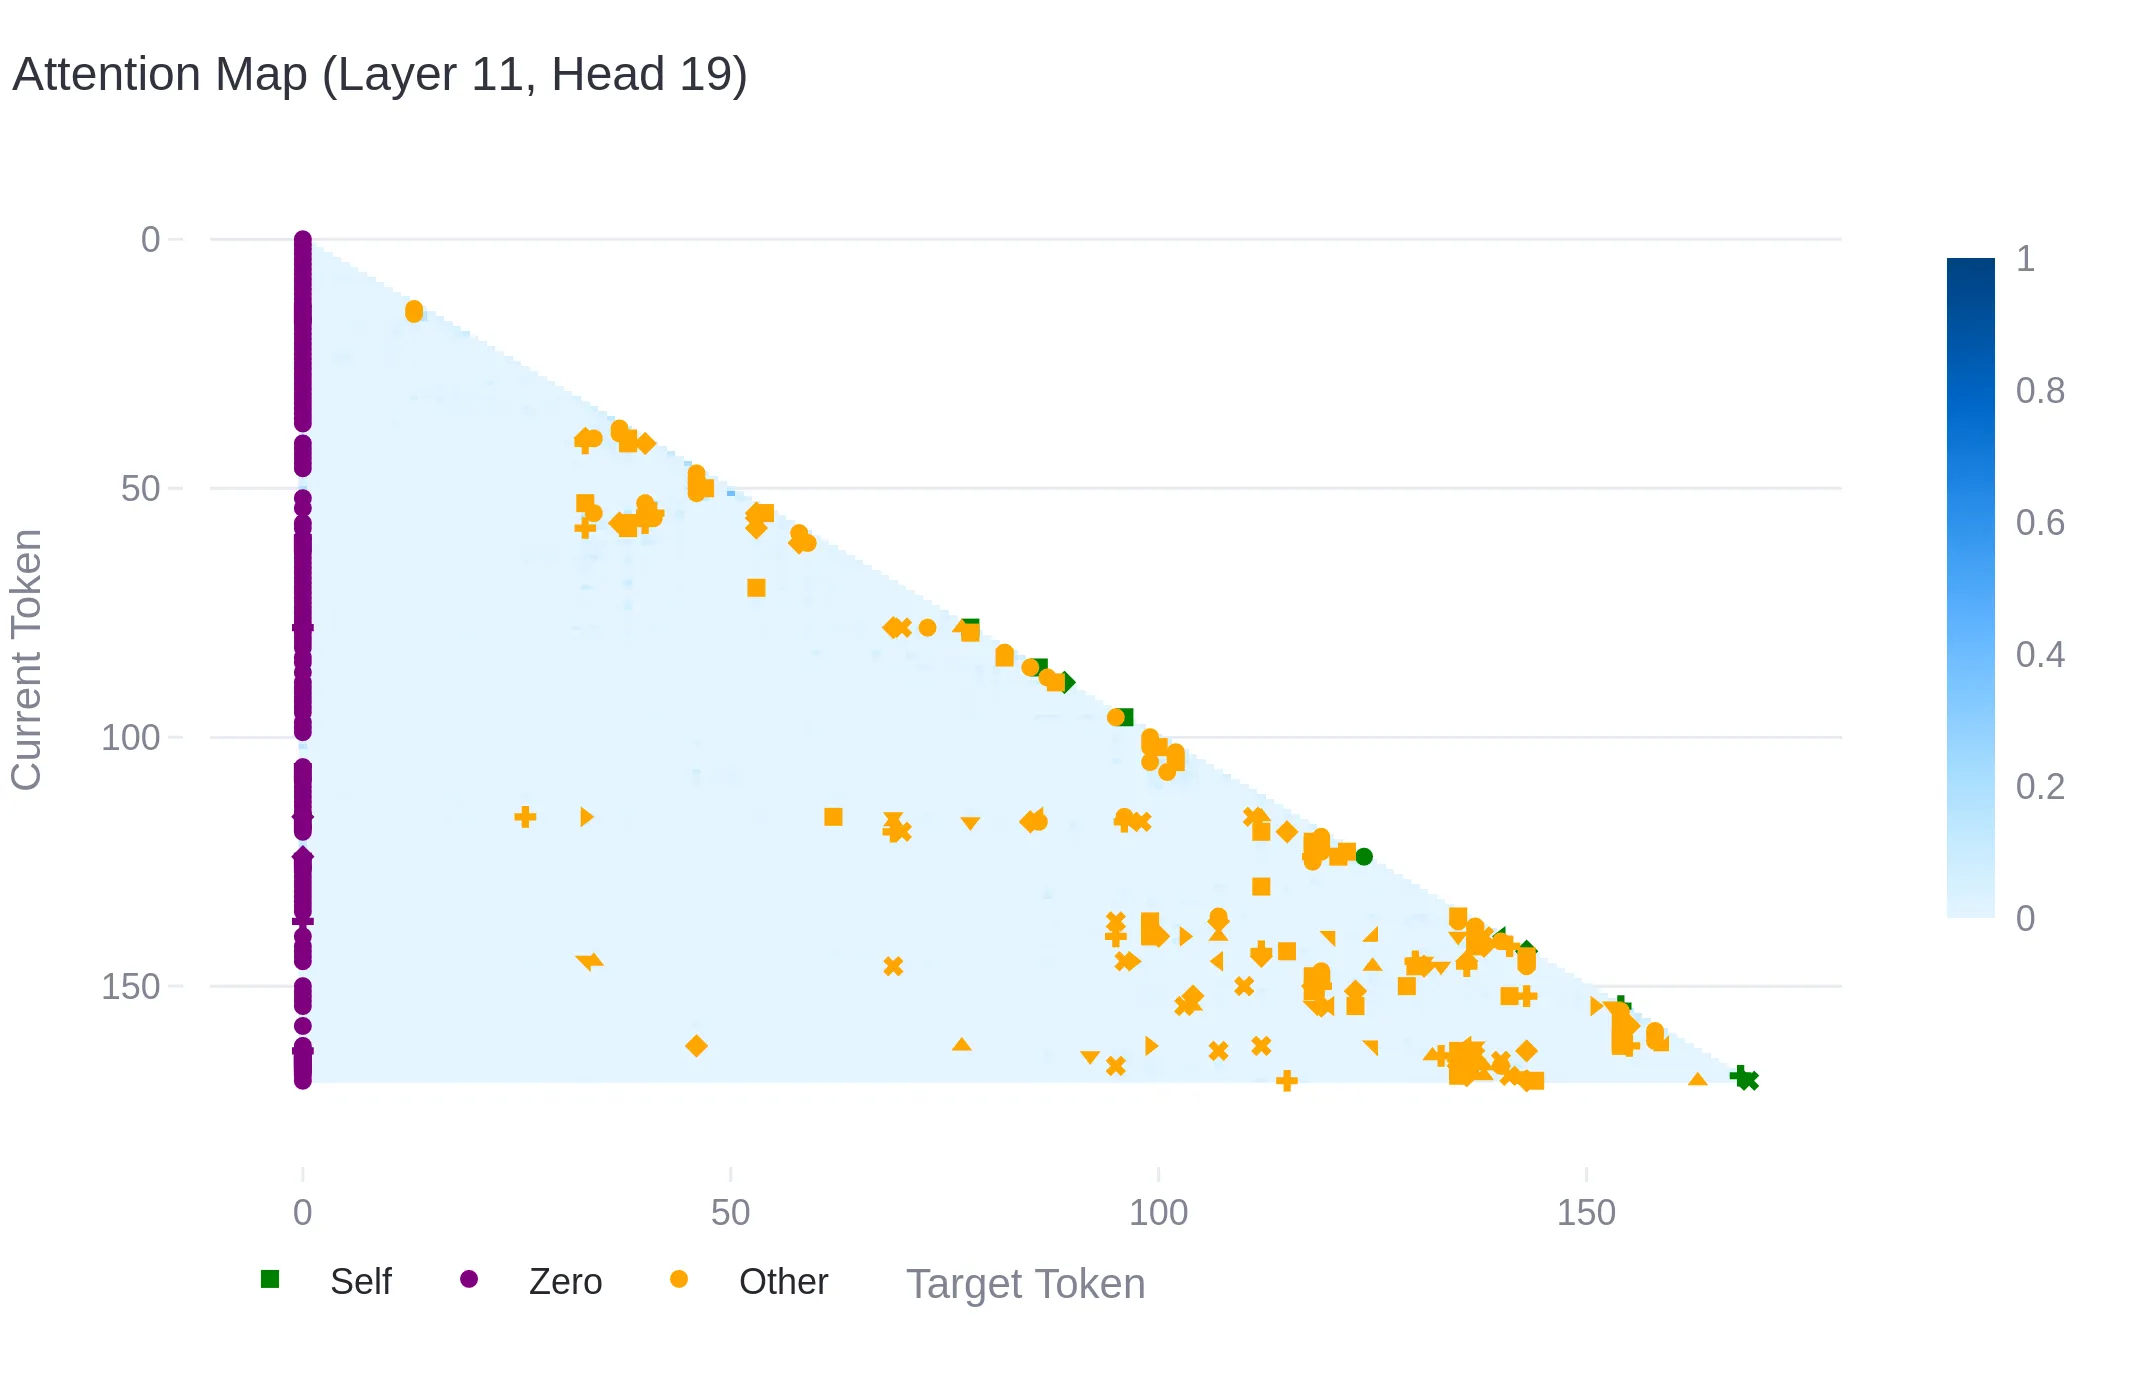 Attention Map (Layer 11, Head 19)
Current Token
0
50
100
150
0
50
100
150
Self
Zero
Other
Target Token
1
0.8
0.6
0.4
0.2
0